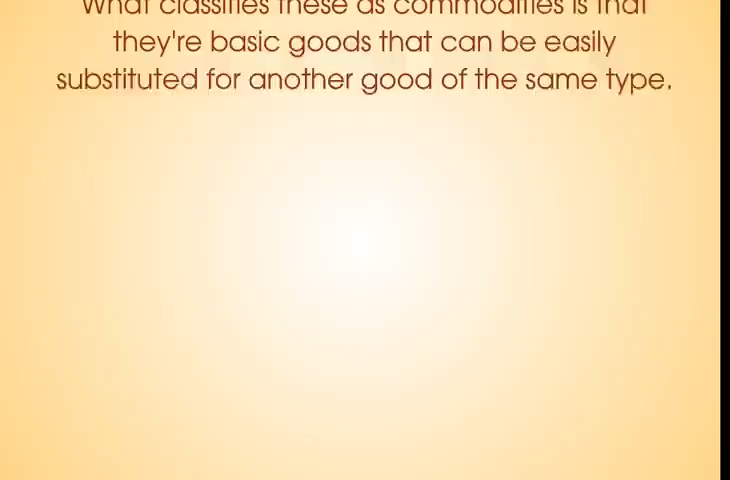 What classifies these as commodities is that
they're basic goods that can be easily
substituted for another good of the same type.